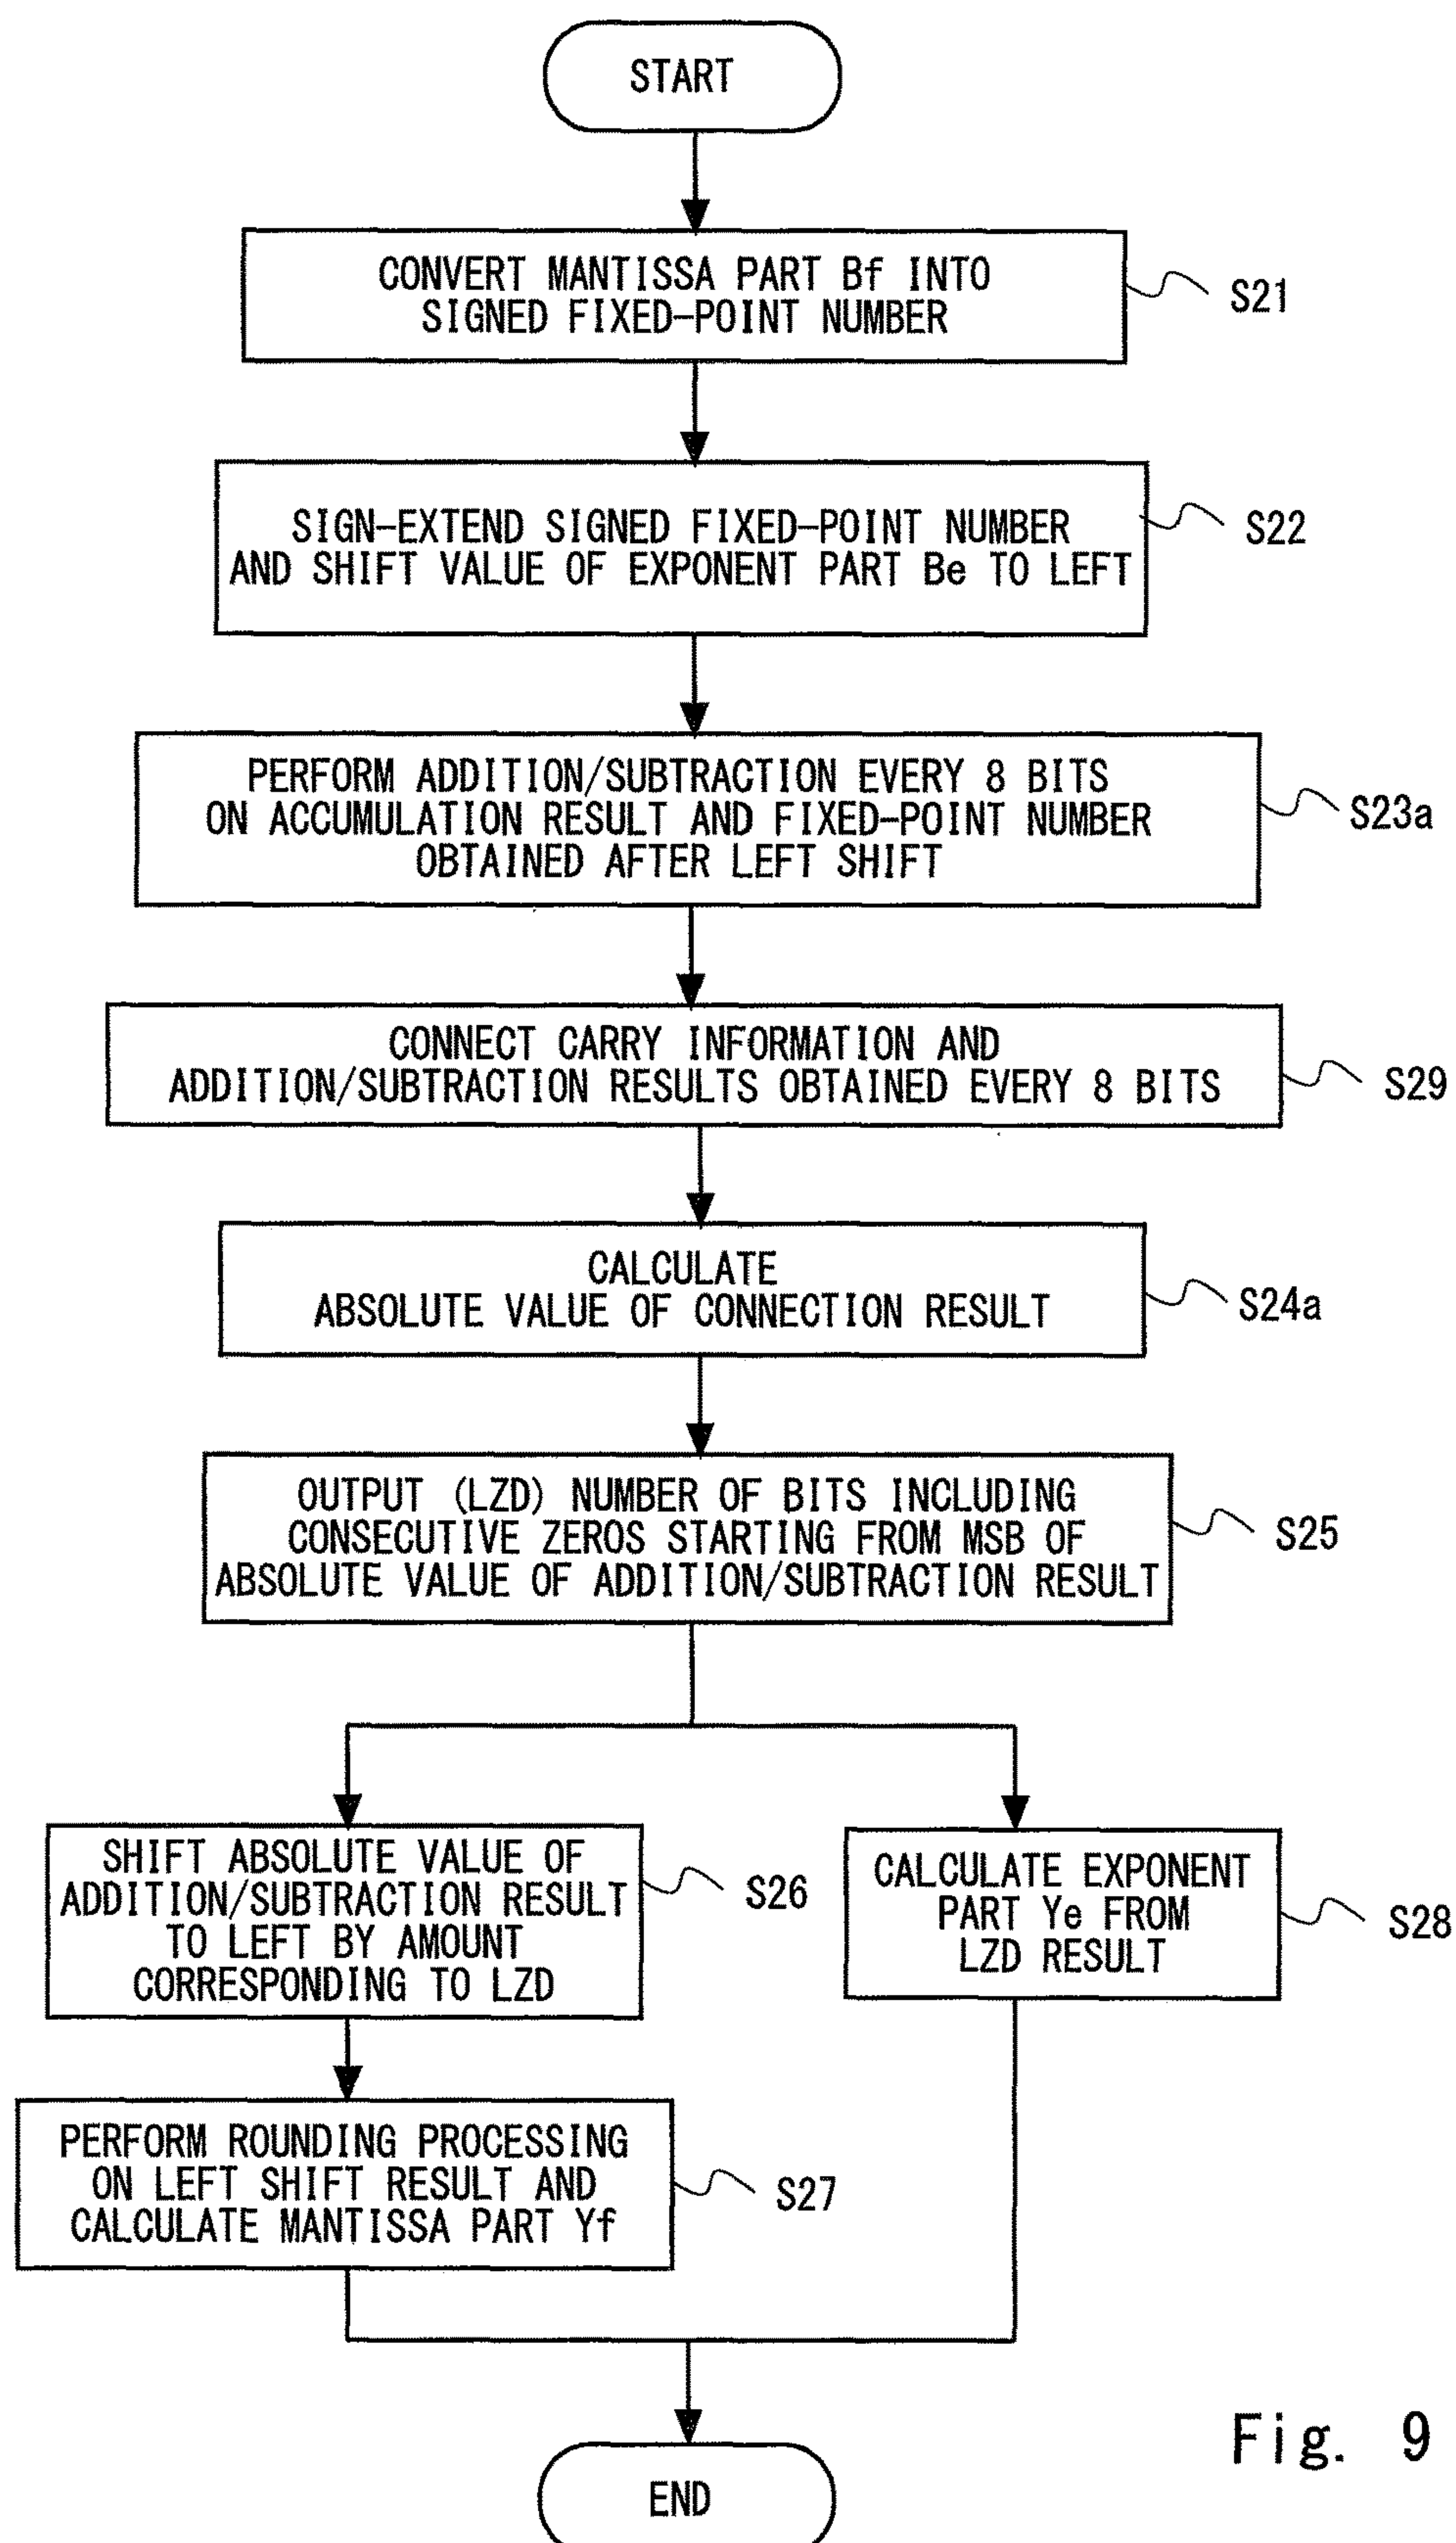 START
CONVERT MANTISSA PART Bf INTO
SIGNED FIXED-POINT NUMBER
S21
SIGN-EXTEND SIGNED FIXED-POINT NUMBER
AND SHIFT VALUE OF EXPONENT PART Be TO LEFT
S22
PERFORM ADDITION/SUBTRACTION EVERY 8 BITS
ON ACCUMULATION RESULT AND FIXED-POINT NUMBER
OBTAINED AFTER LEFT SHIFT
S23a
CONNECT CARRY INFORMATION AND
ADDITION/SUBTRACTION RESULTS OBTAINED EVERY 8 BITS
S29
CALCULATE
ABSOLUTE VALUE OF CONNECTION RESULT
S24a
OUTPUT (LZD) NUMBER OF BITS INCLUDING
CONSECUTIVE ZEROS STARTING FROM MSB OF
ABSOLUTE VALUE OF ADDITION/SUBTRACTION RESULT
S25
SHIFT ABSOLUTE VALUE OF
ADDITION/SUBTRACTION RESULT
TO LEFT BY AMOUNT
CORRESPONDING TO LZD
S26
CALCULATE EXPONENT
PART Ye FROM
LZD RESULT
S28
PERFORM ROUNDING PROCESSING
ON LEFT SHIFT RESULT AND
CALCULATE MANTISSA PART Yf
S27
END
Fig. 9